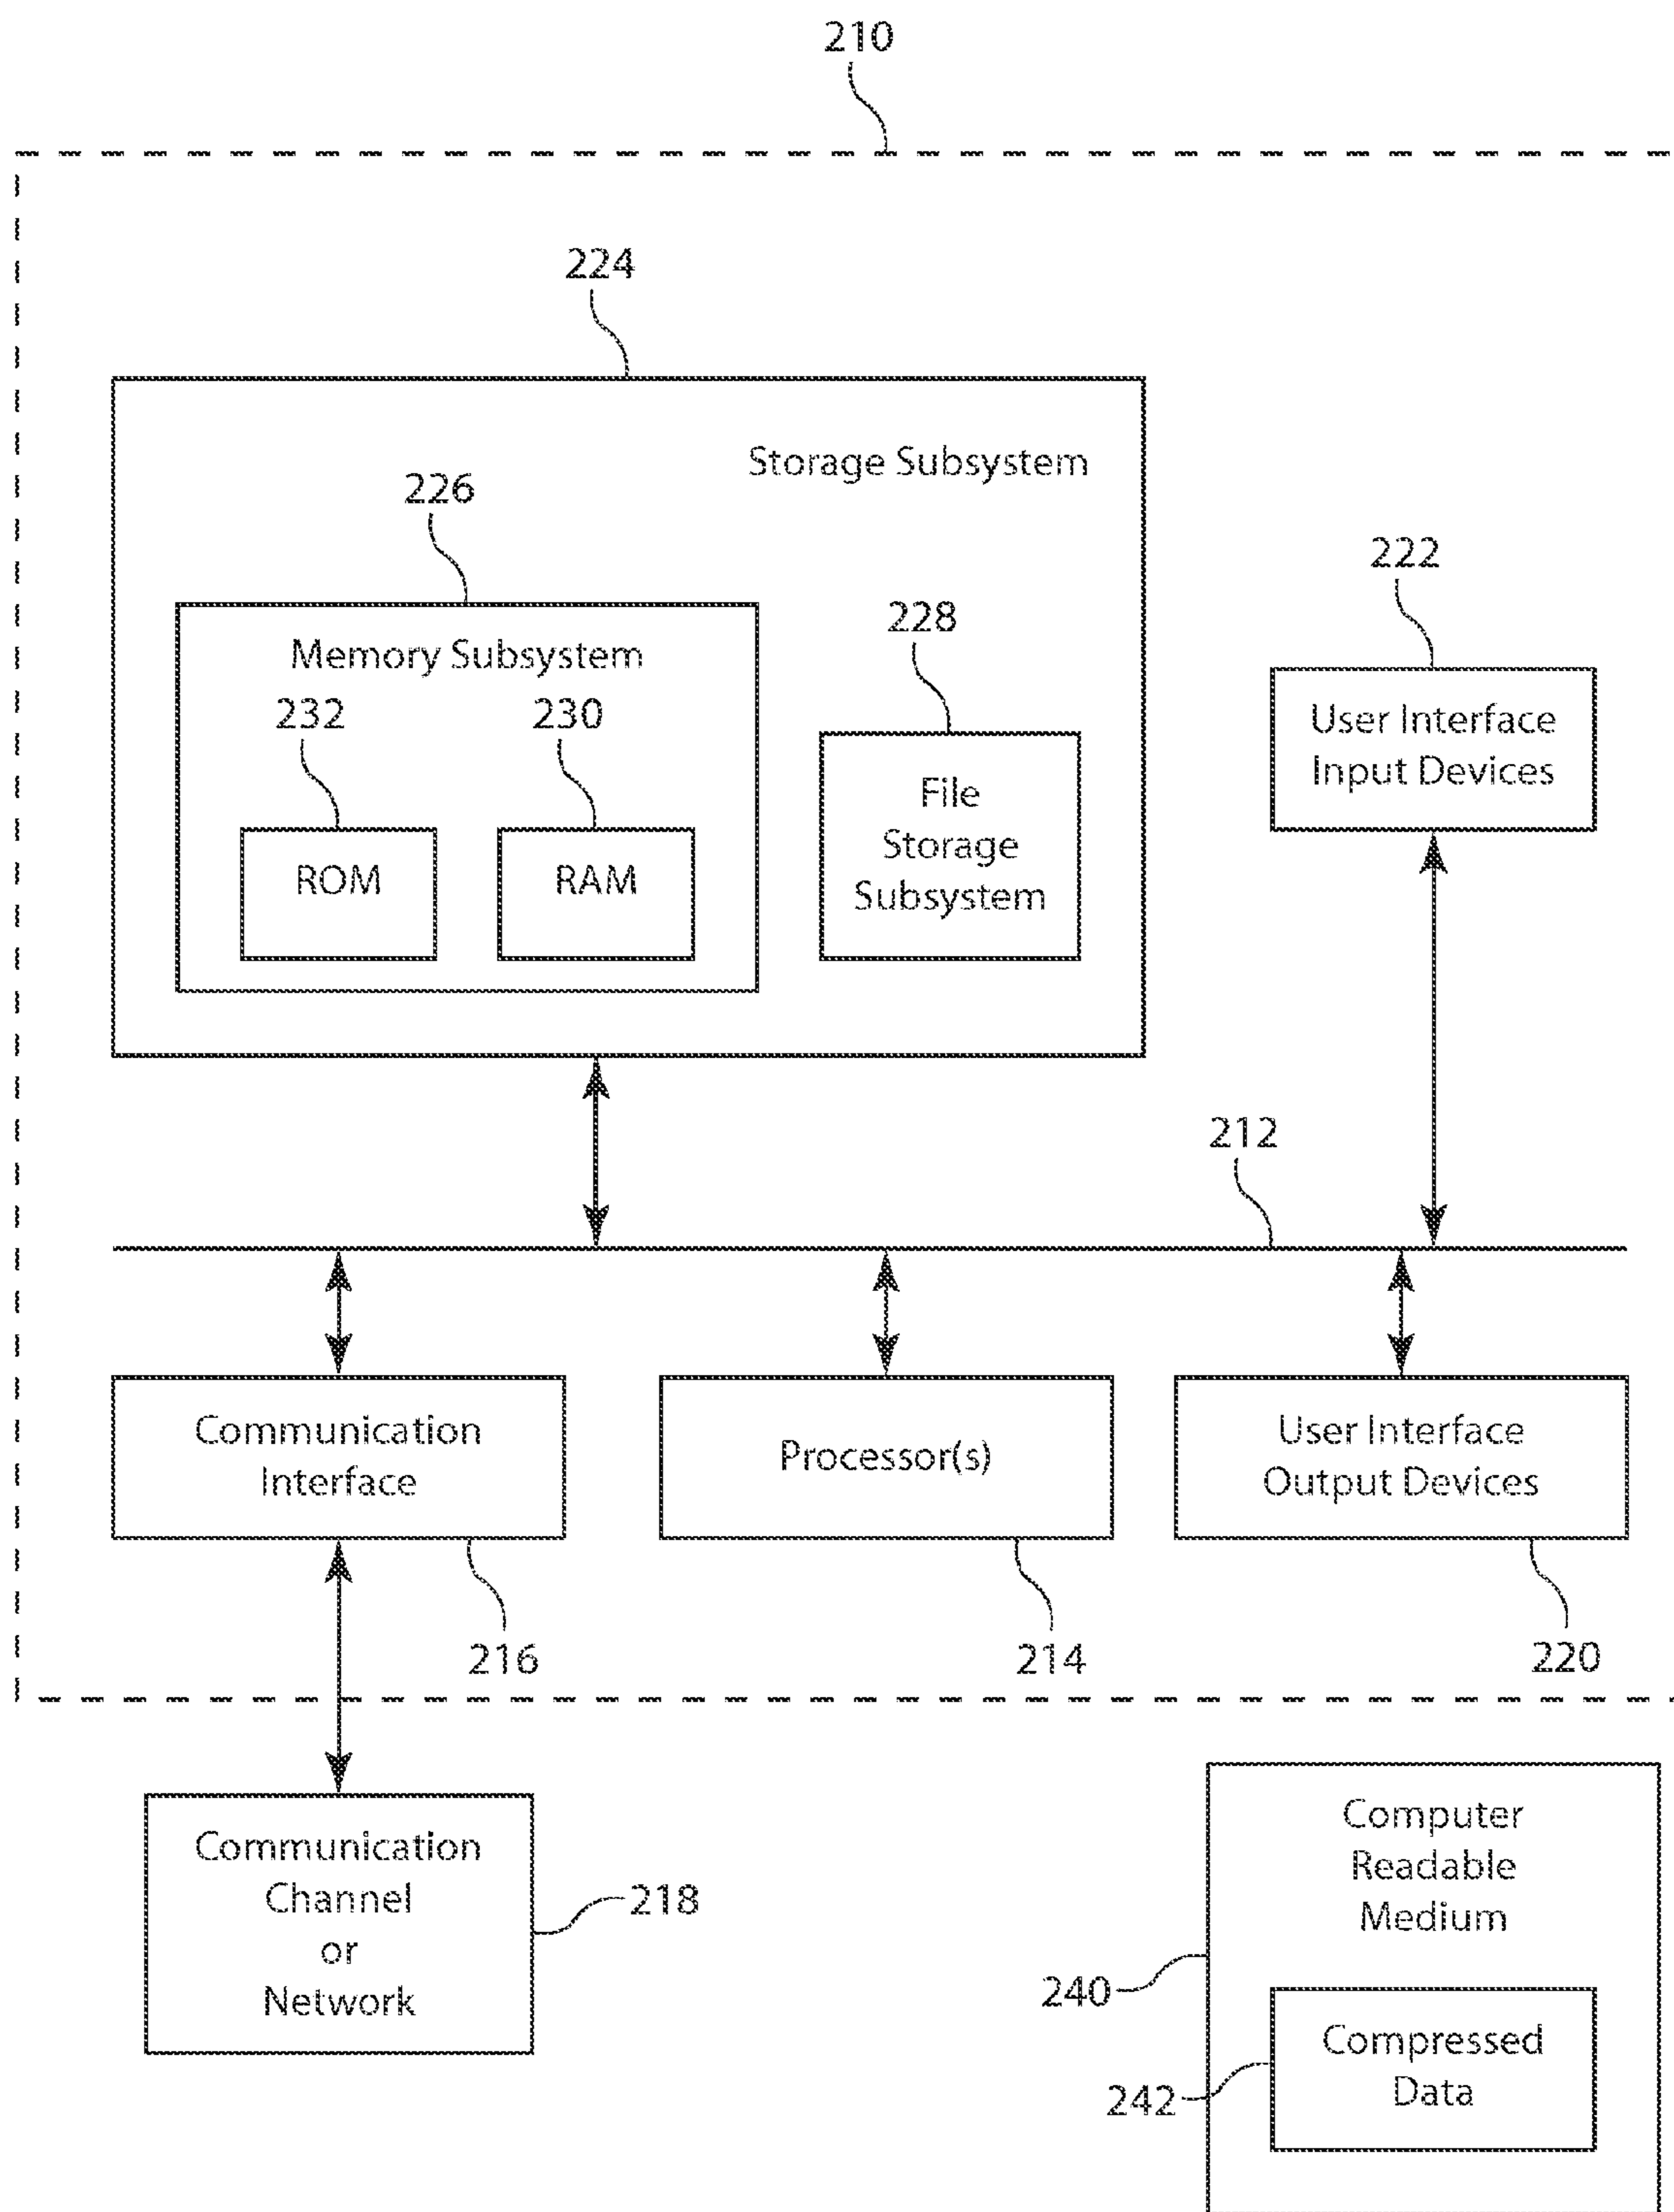 210
224
Storage Subsystem
226
222
228
Memory Subsystem
232
230
User Interface
Input Devices
File
Storage
Subsystem
ROM
RAM
212
Communication
Interface
Processor(s)
User Interface
Output Devices
216
214
220
Communication
Channel
or
Network
218
Computer
Readable
Medium
240
Compressed
Data
242